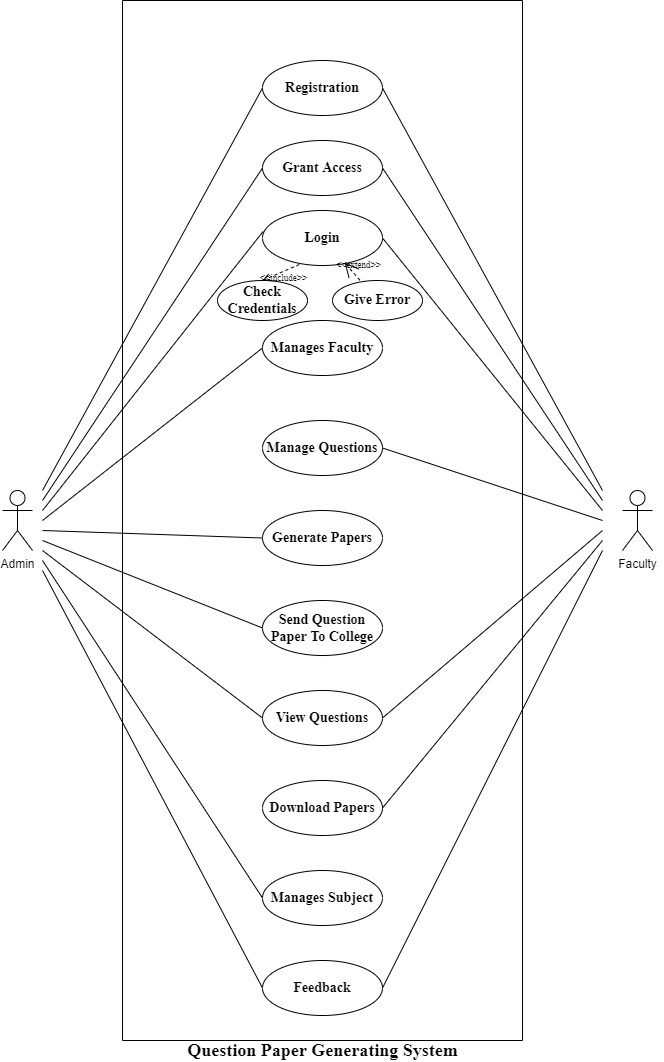 Registration
Grant Access
Login
<<include>>
<<extend>>
Check
Credentials
Give Error
Manages Faculty
Manage Questions
Generate Papers
Admin
Faculty
Send Question
Paper To College
View Questions
Download Papers
Manages Subject
Feedback
Question Paper Generating System